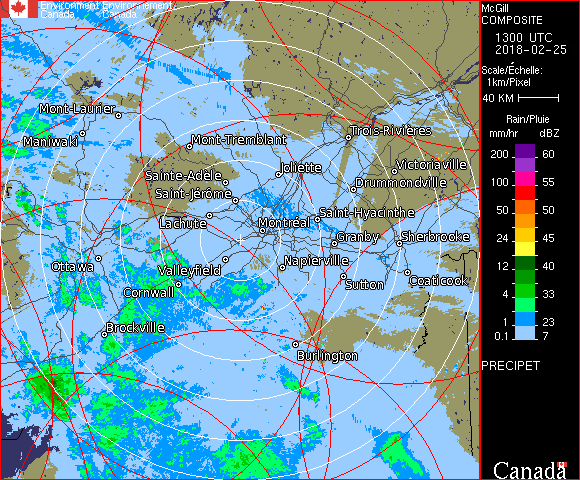 Environment Environnement
Canada Canada
McGill
COMPOSITE
1300 UTC
2018-02-25
Scale/Échelle:
1km/Pixel
40 KM
Rain/Pluie
mm/hr dBZ
200 60
100 55
50 50
24 45
12 40
4 33
1 23
0.1 7
PRECIPET
Canada
Mont-Laurier
Maniwaki
Mont-Tremblant
Trois-Rivières
Sainte-Adèle
Joliette
Victoriaville
Saint-Jérôme
Drummondville
Lachute
Montréal
Saint-Hyacinthe
Granby
Sherbrooke
Ottawa
Valleyfield
Napierville
Cornwall
Sutton
Coaticook
Brockville
Burlington